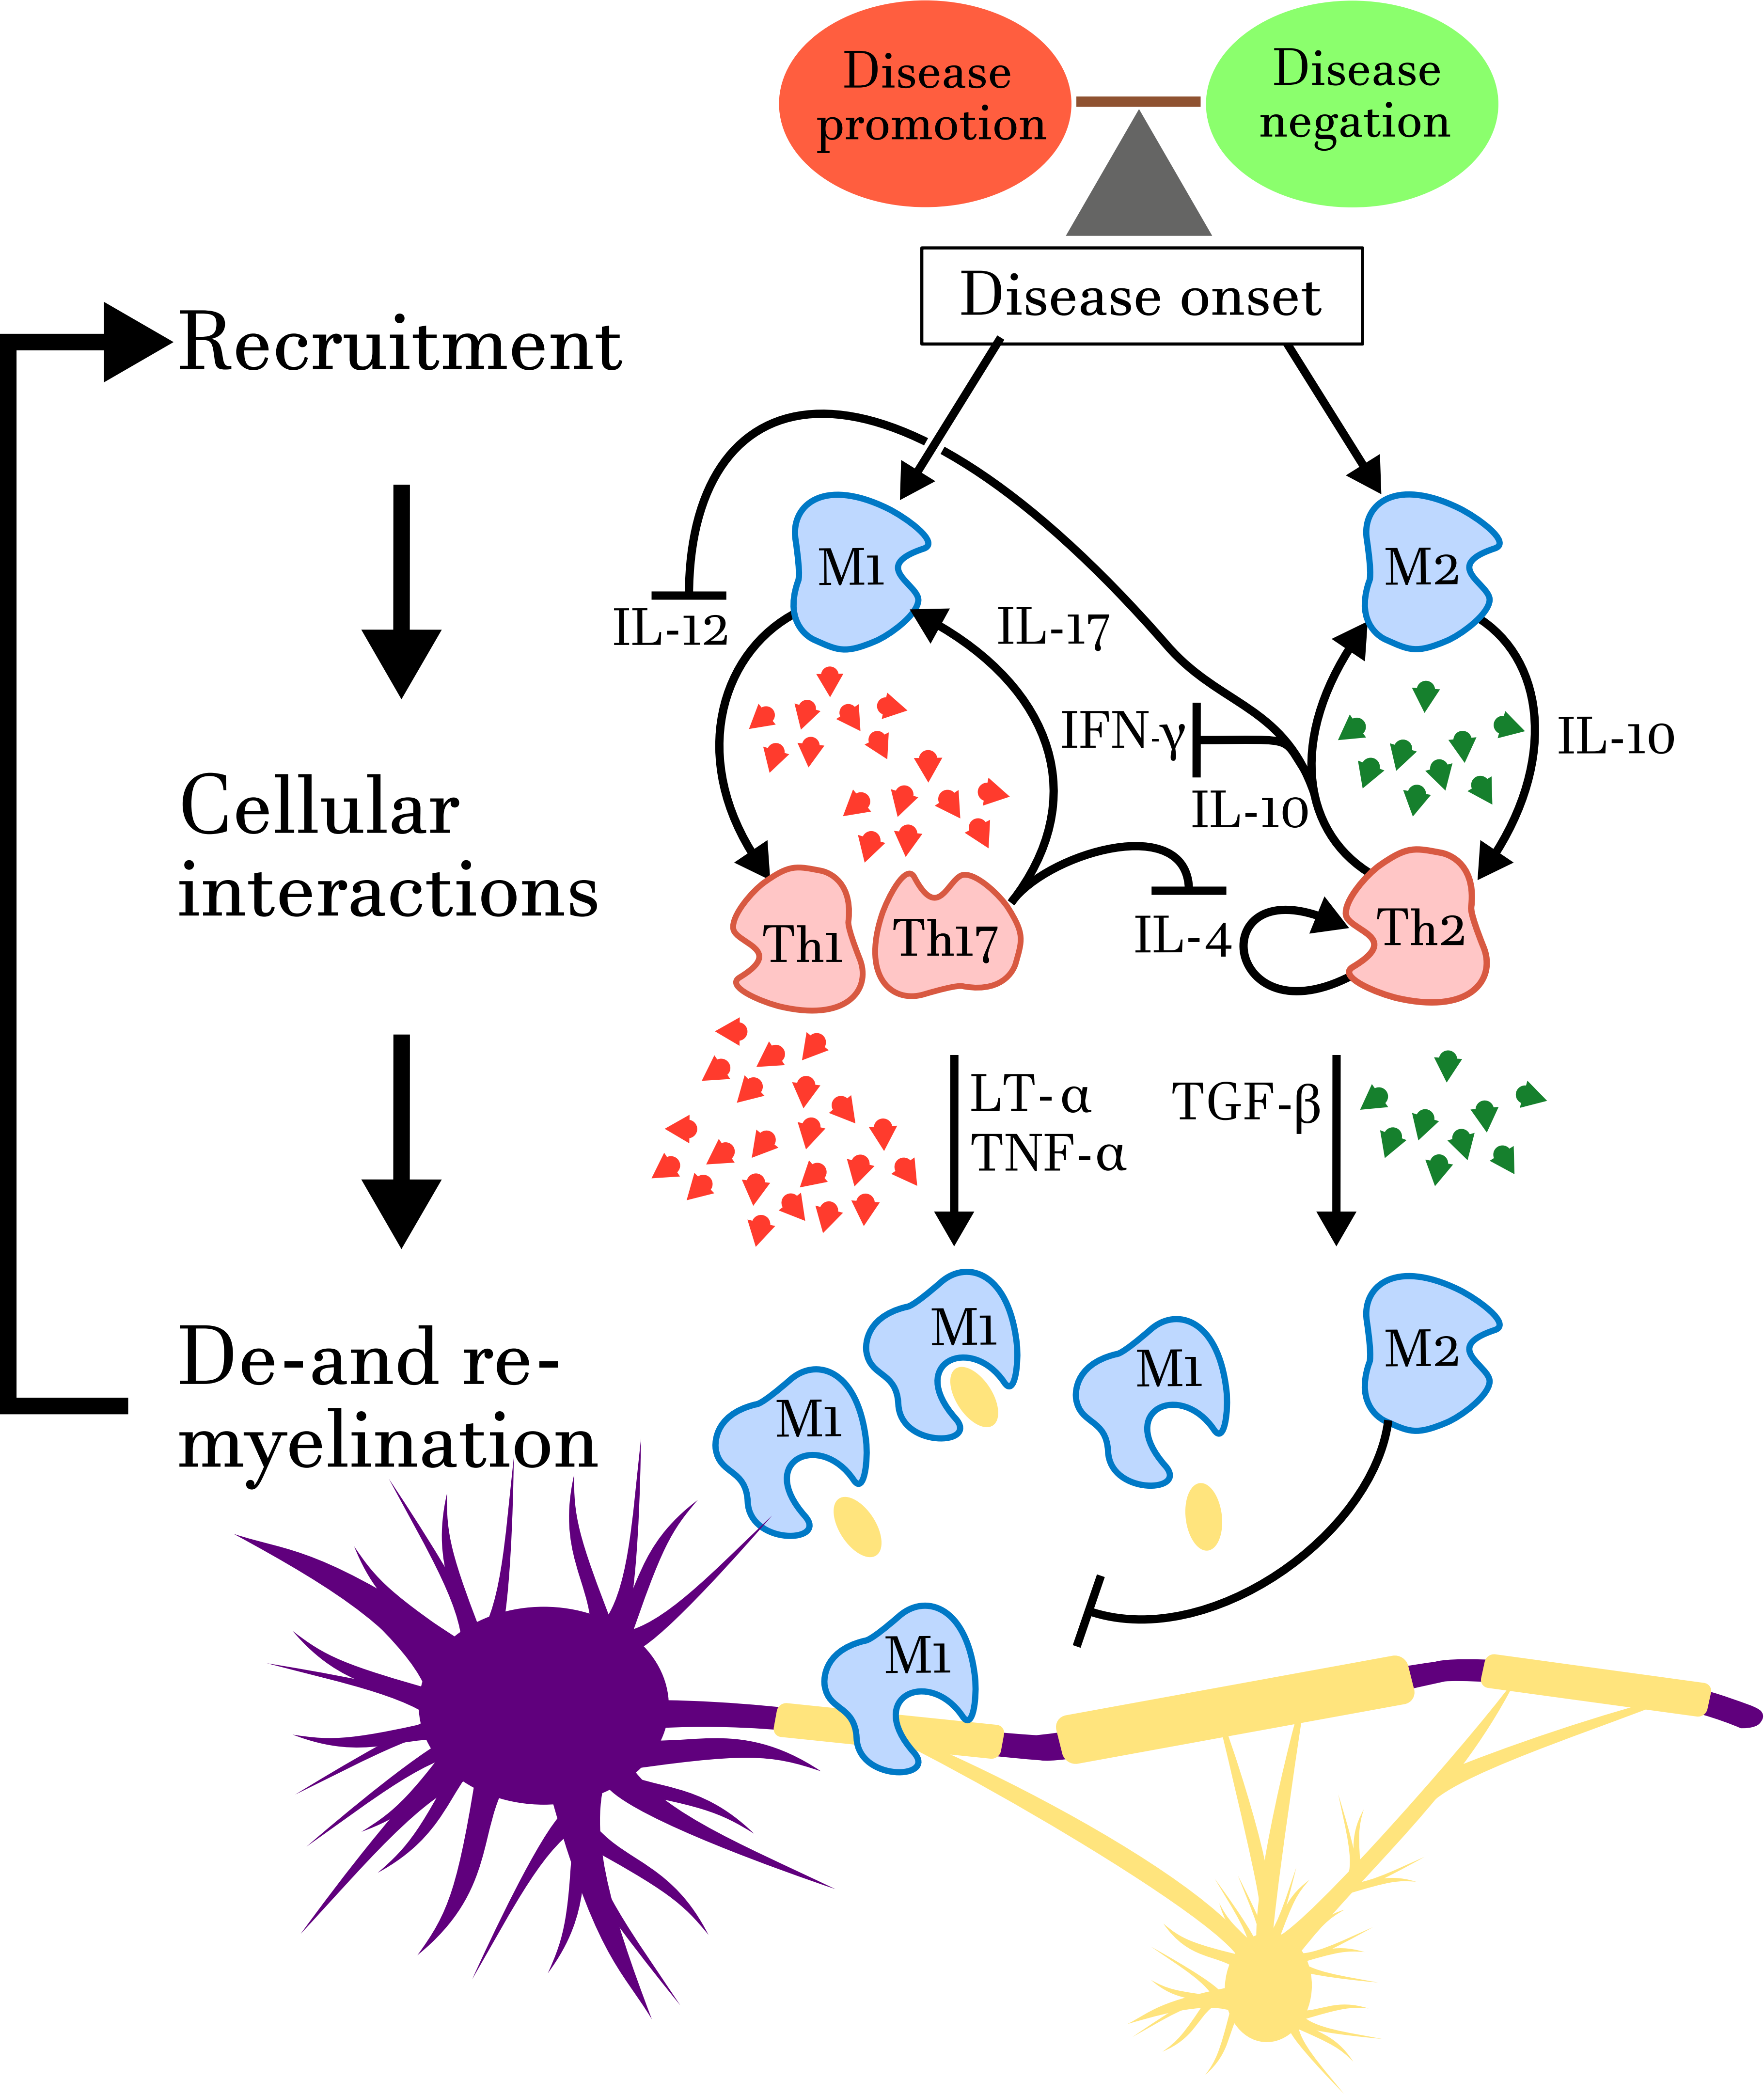 Disease
promotion
Disease
negation
Disease onset
Recruitment
M1
M2
IL-12
IL-17
IFN-γ
IL-10
IL-10
Cellular
interactions
Th1
Th17
IL-4
Th2
LT-α
TNF-α
TGF-β
De-and re-
myelination
M1
M1
M1
M2
M1